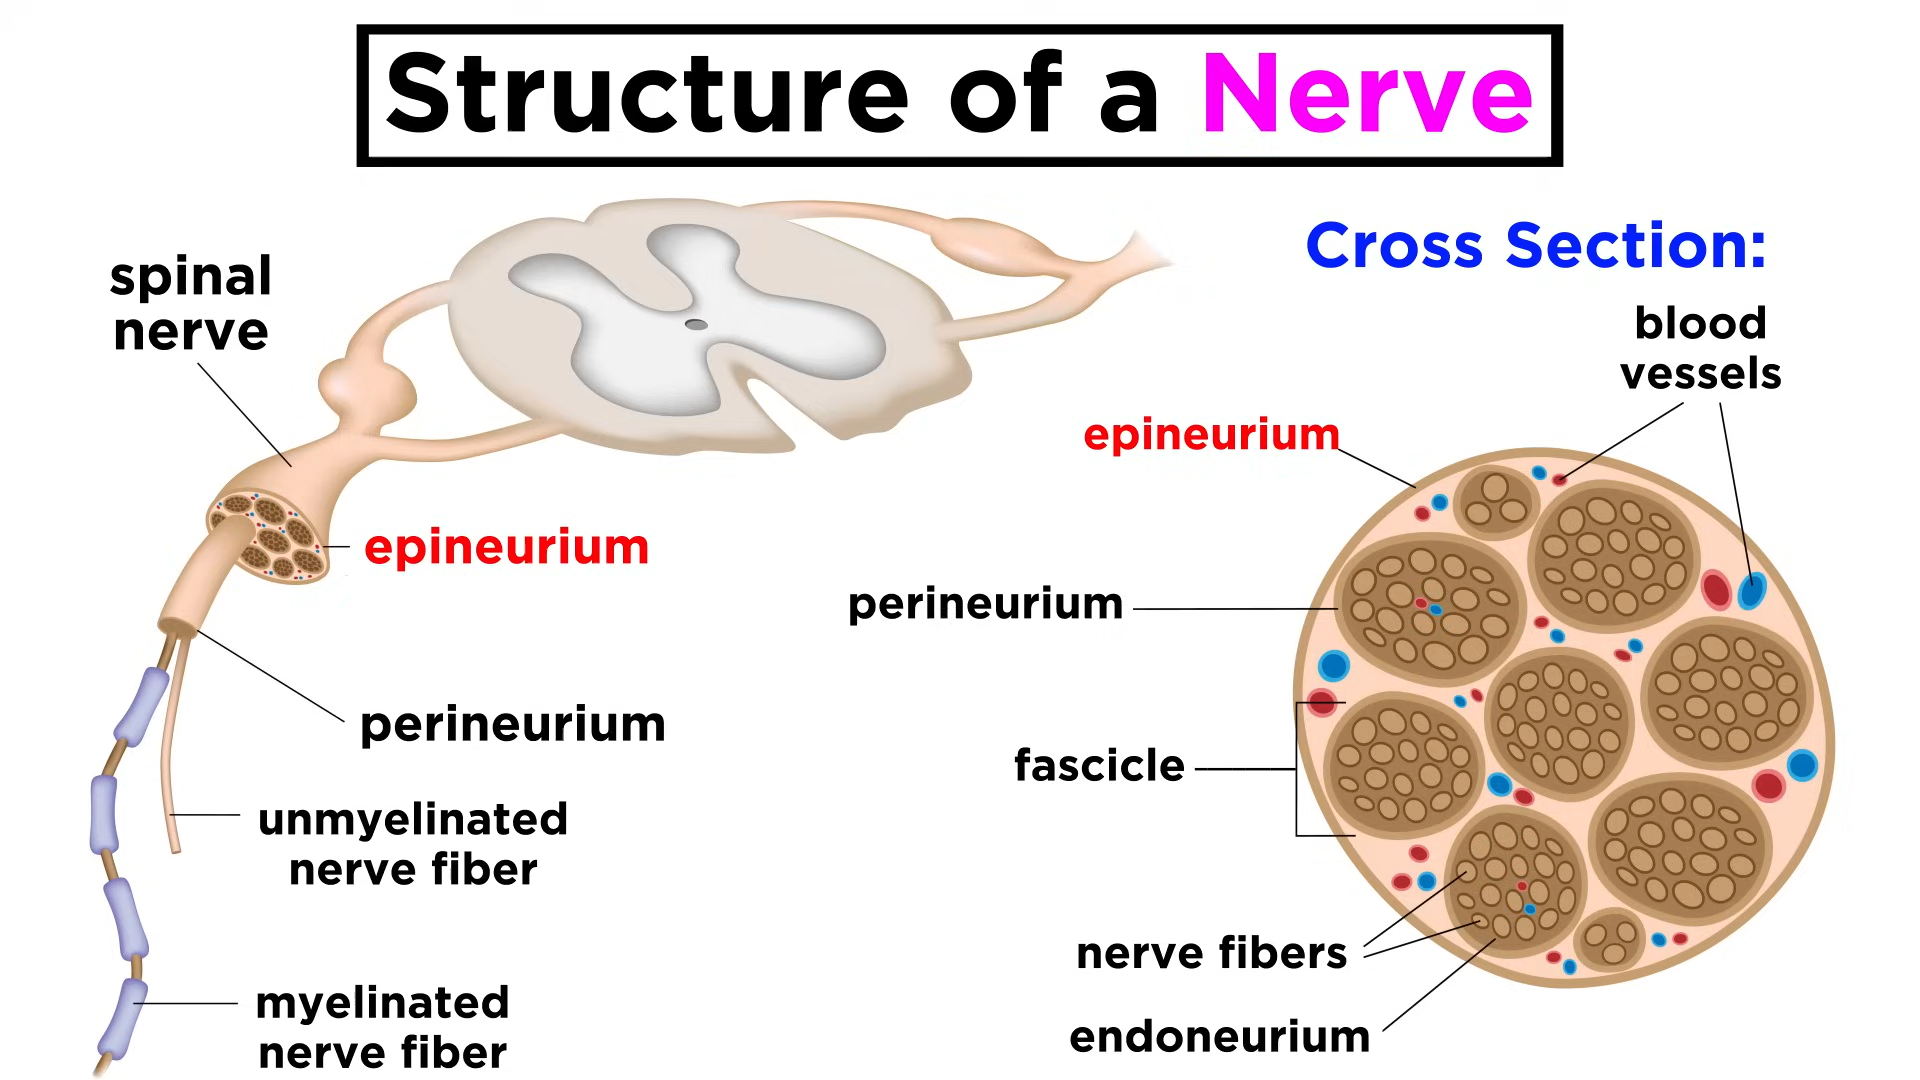 Structure of a Nerve
spinal
nerve
epineurium
perineurium
unmyelinated
nerve fiber
myelinated
nerve fiber
Cross Section:
blood
vessels
epineurium
perineurium
fascicle
nerve fibers
endoneurium